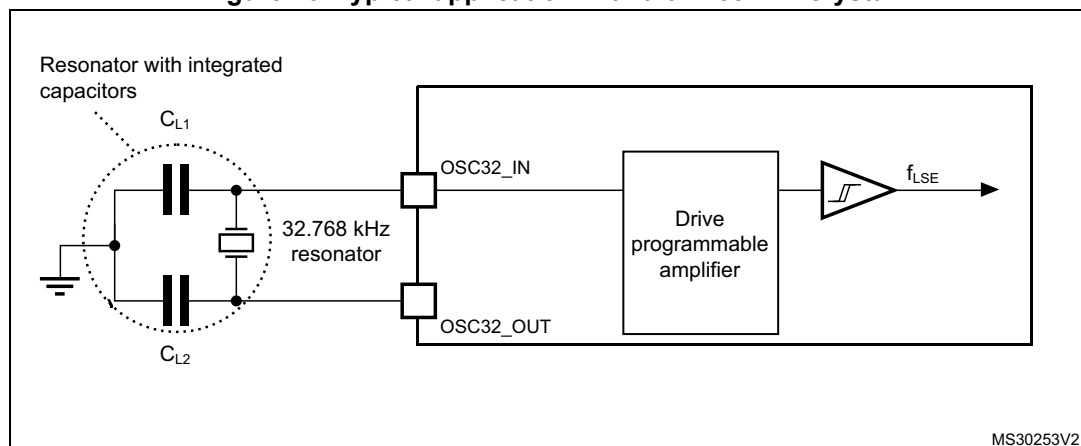 Resonator with integrated
capacitors
CL1
OSC32_IN
fLSE
32.768 kHz
resonator
Drive
programmable
amplifier
OSC32_OUT
CL2
MS30253V2